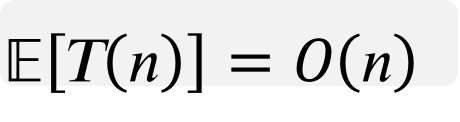 𝔼[T(n)] = O(n)